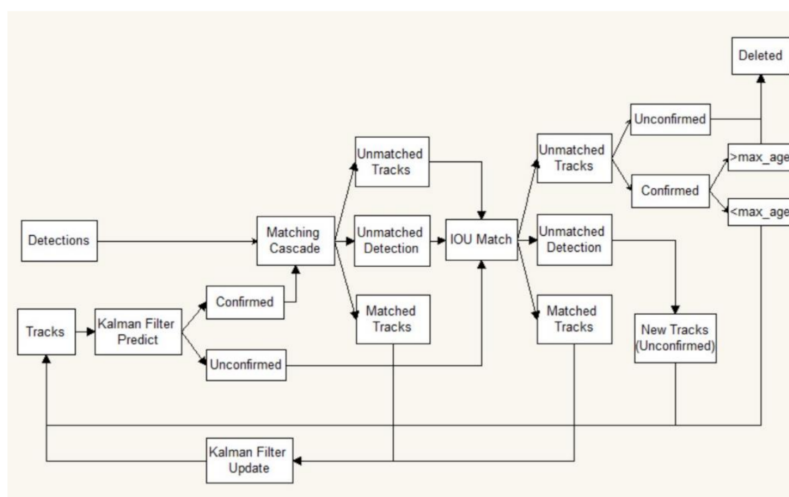 Deleted
Unconfirmed
Unmatched
Tracks
Unmatched
Tracks
>max_age
Confirmed
<max_age
Detections
Matching
Cascade
Unmatched
Detection
IOU Match
Unmatched
Detection
Confirmed
Tracks
Kalman Filter
Predict
Matched
Tracks
Matched
Tracks
New Tracks
(Unconfirmed)
Unconfirmed
Kalman Filter
Update